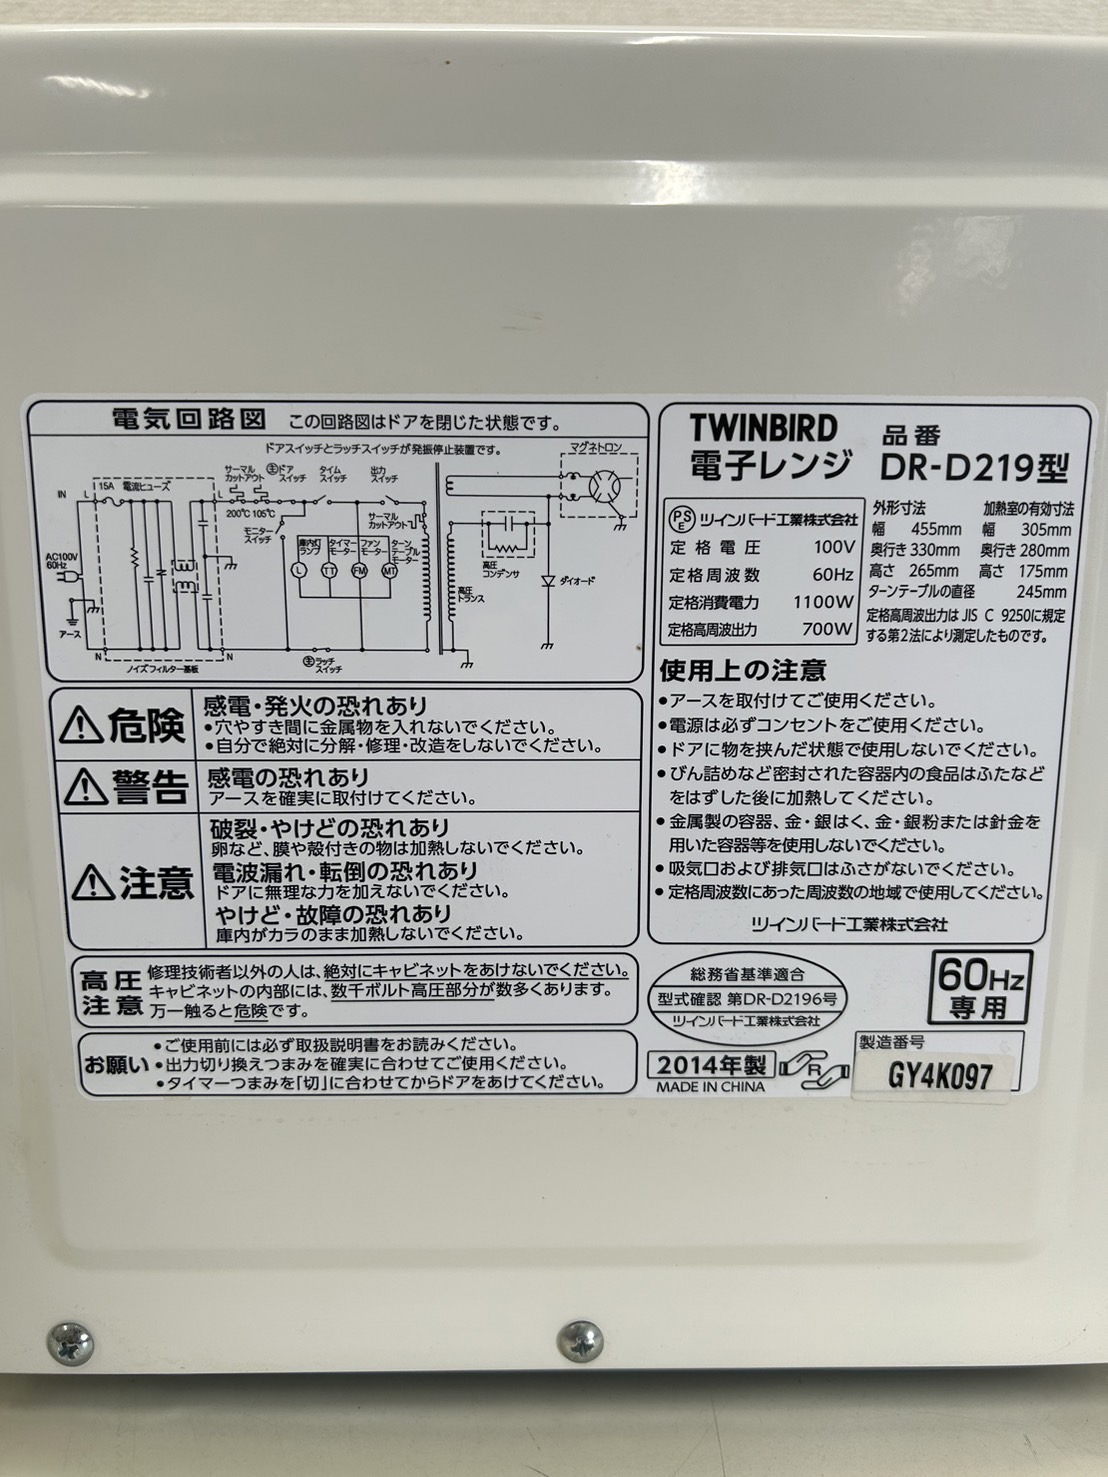 電気回路図 この回路図はドアを閉じた状態です。
ドアスイッチとラッチスイッチが発振停止装置です。
マグネトロン
サーマルカットアウト
主ドアスイッチ
タイムスイッチ
出力スイッチ
IN
L
15A 電流ヒューズ
L
200℃ 105℃
モニタースイッチ
サーマルカットアウト
AC100V
60Hz
庫内灯ランプ
タイマーモーター
ファンモーター
ターンテーブルモーター
L
TT
FM
MT
高圧コンデンサ
ダイオード
高圧トランス
アース
N
N
主ラッチスイッチ
ノイズフィルター基板
危険
感電・発火の恐れあり
•穴やすき間に金属物を入れないでください。
•自分で絶対に分解・修理・改造をしないでください。
警告
感電の恐れあり
アースを確実に取付けてください。
注意
破裂・やけどの恐れあり
卵など、膜や殻付きの物は加熱しないでください。
電波漏れ・転倒の恐れあり
ドアに無理な力を加えないでください。
やけど・故障の恐れあり
庫内がカラのまま加熱しないでください。
高圧注意
修理技術者以外の人は、絶対にキャビネットをあけないでください。
キャビネットの内部には、数千ボルト高圧部分が数多くあります。
万一触ると危険です。
お願い
•ご使用前には必ず取扱説明書をお読みください。
•出力切り換えつまみを確実に合わせてご使用ください。
•タイマーつまみを「切」に合わせてからドアをあけてください。
TWINBIRD 品番
電子レンジ DR-D219型
PSE ツインバード工業株式会社
定格電圧 100V
定格周波数 60Hz
定格消費電力 1100W
定格高周波出力 700W
外形寸法 加熱室の有効寸法
幅 455mm 幅 305mm
奥行き 330mm 奥行き 280mm
高さ 265mm 高さ 175mm
ターンテーブルの直径 245mm
定格高周波出力は JIS C 9250に規定
する第2法により測定したものです。
使用上の注意
•アースを取付けてご使用ください。
•電源は必ずコンセントをご使用ください。
•ドアに物を挟んだ状態で使用しないでください。
•びん詰めなど密封された容器内の食品はふたなど
をはずした後に加熱してください。
•金属製の容器、金・銀はく、金・銀粉または針金を
用いた容器等を使用しないでください。
•吸気口および排気口はふさがないでください。
•定格周波数にあった周波数の地域で使用してください。
ツインバード工業株式会社
総務省基準適合
型式確認 第DR-D2196号
ツインバード工業株式会社
60Hz
専用
2014年製
MADE IN CHINA
R
製造番号
GY4K097